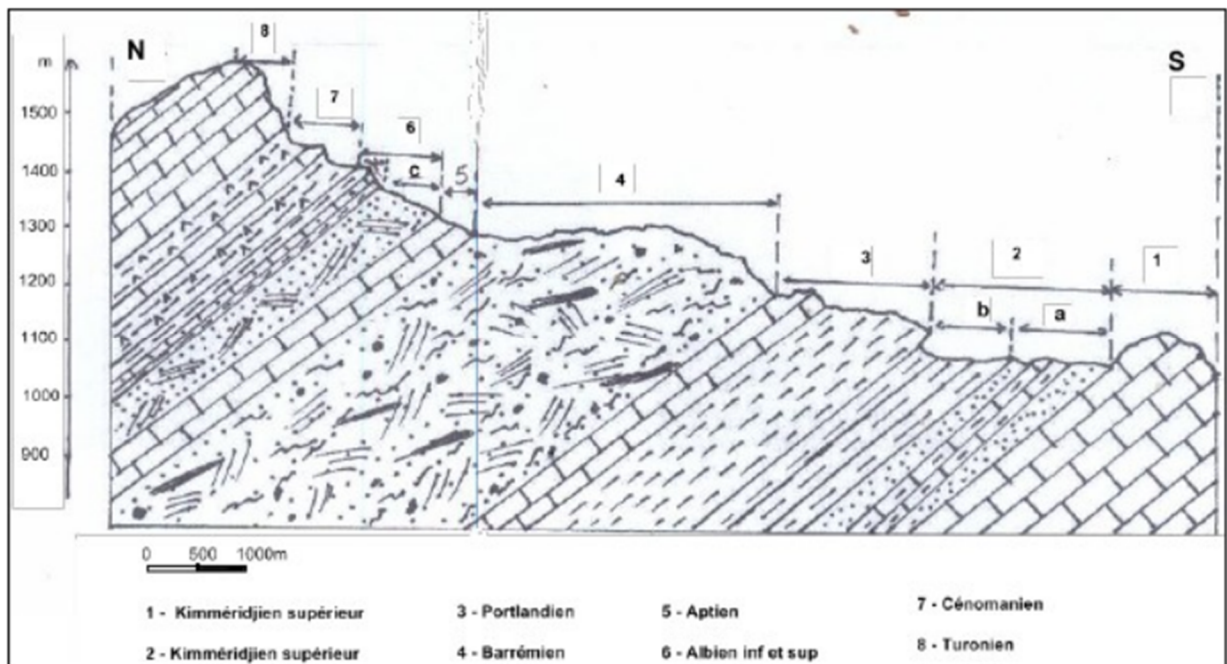 N
S
8
m
1500
7
6
1400
c
5
4
1300
3
2
1
1200
b
a
1100
1000
900
0 500 1000m
1 - Kimméridjien supérieur
3 - Portlandien
5 - Aptien
7 - Cénomanien
2 - Kimméridjien supérieur
4 - Barrémien
6 - Albien inf et sup
8 - Turonien